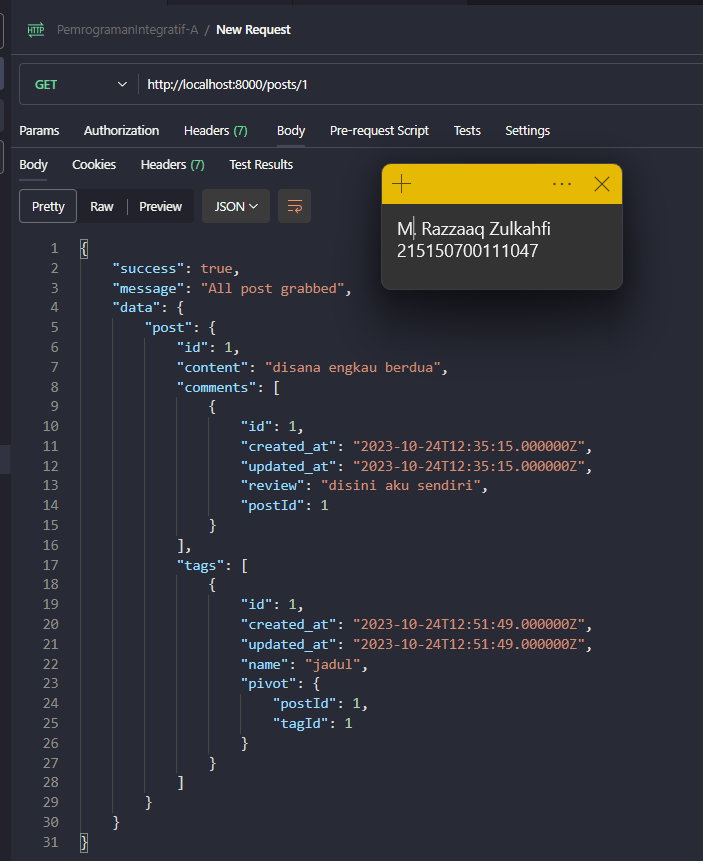 HTTP PemrogramanIntegratif-A / New Request
GET http://localhost:8000/posts/1
Params Authorization Headers (7) Body Pre-request Script Tests Settings
Body Cookies Headers (7) Test Results
Pretty Raw Preview JSON
M. Razzaaq Zulkahfi
215150700111047
1 {
2 "success": true,
3 "message": "All post grabbed",
4 "data": {
5 "post": {
6 "id": 1,
7 "content": "disana engkau berdua",
8 "comments": [
9 {
10 "id": 1,
11 "created_at": "2023-10-24T12:35:15.000000Z",
12 "updated_at": "2023-10-24T12:35:15.000000Z",
13 "review": "disini aku sendiri",
14 "postId": 1
15 }
16 ],
17 "tags": [
18 {
19 "id": 1,
20 "created_at": "2023-10-24T12:51:49.000000Z",
21 "updated_at": "2023-10-24T12:51:49.000000Z",
22 "name": "jadul",
23 "pivot": {
24 "postId": 1,
25 "tagId": 1
26 }
27 }
28 ]
29 }
30 }
31 }